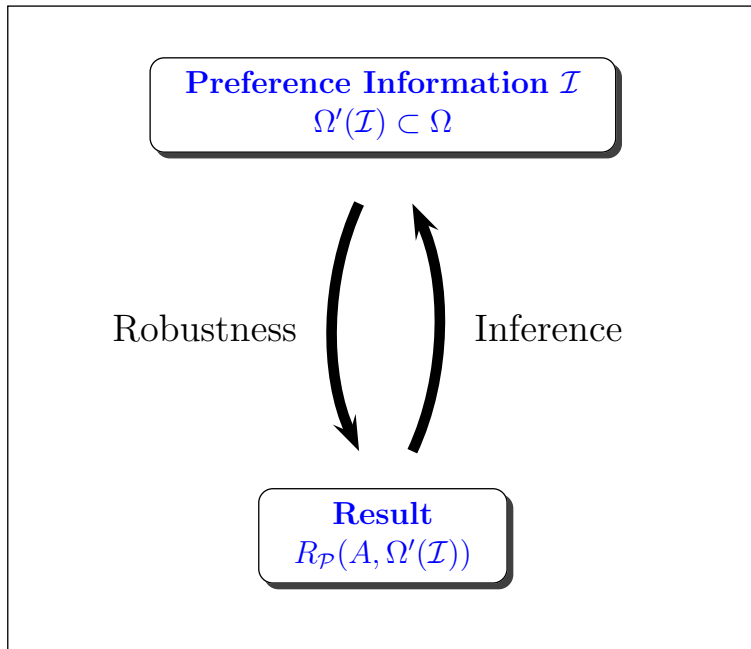 Preference Information ℐ
Ω′(ℐ) ⊂ Ω
Robustness
Inference
Result
R_𝒫(A, Ω′(ℐ))